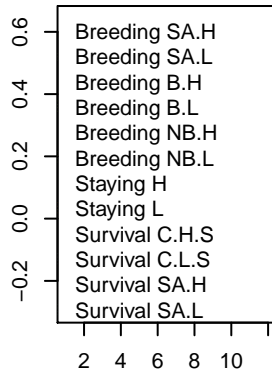 0.6
0.4
0.2
0.0
−0.2
Breeding SA.H
Breeding SA.L
Breeding B.H
Breeding B.L
Breeding NB.H
Breeding NB.L
Staying H
Staying L
Survival C.H.S
Survival C.L.S
Survival SA.H
Survival SA.L
2 4 6 8 10